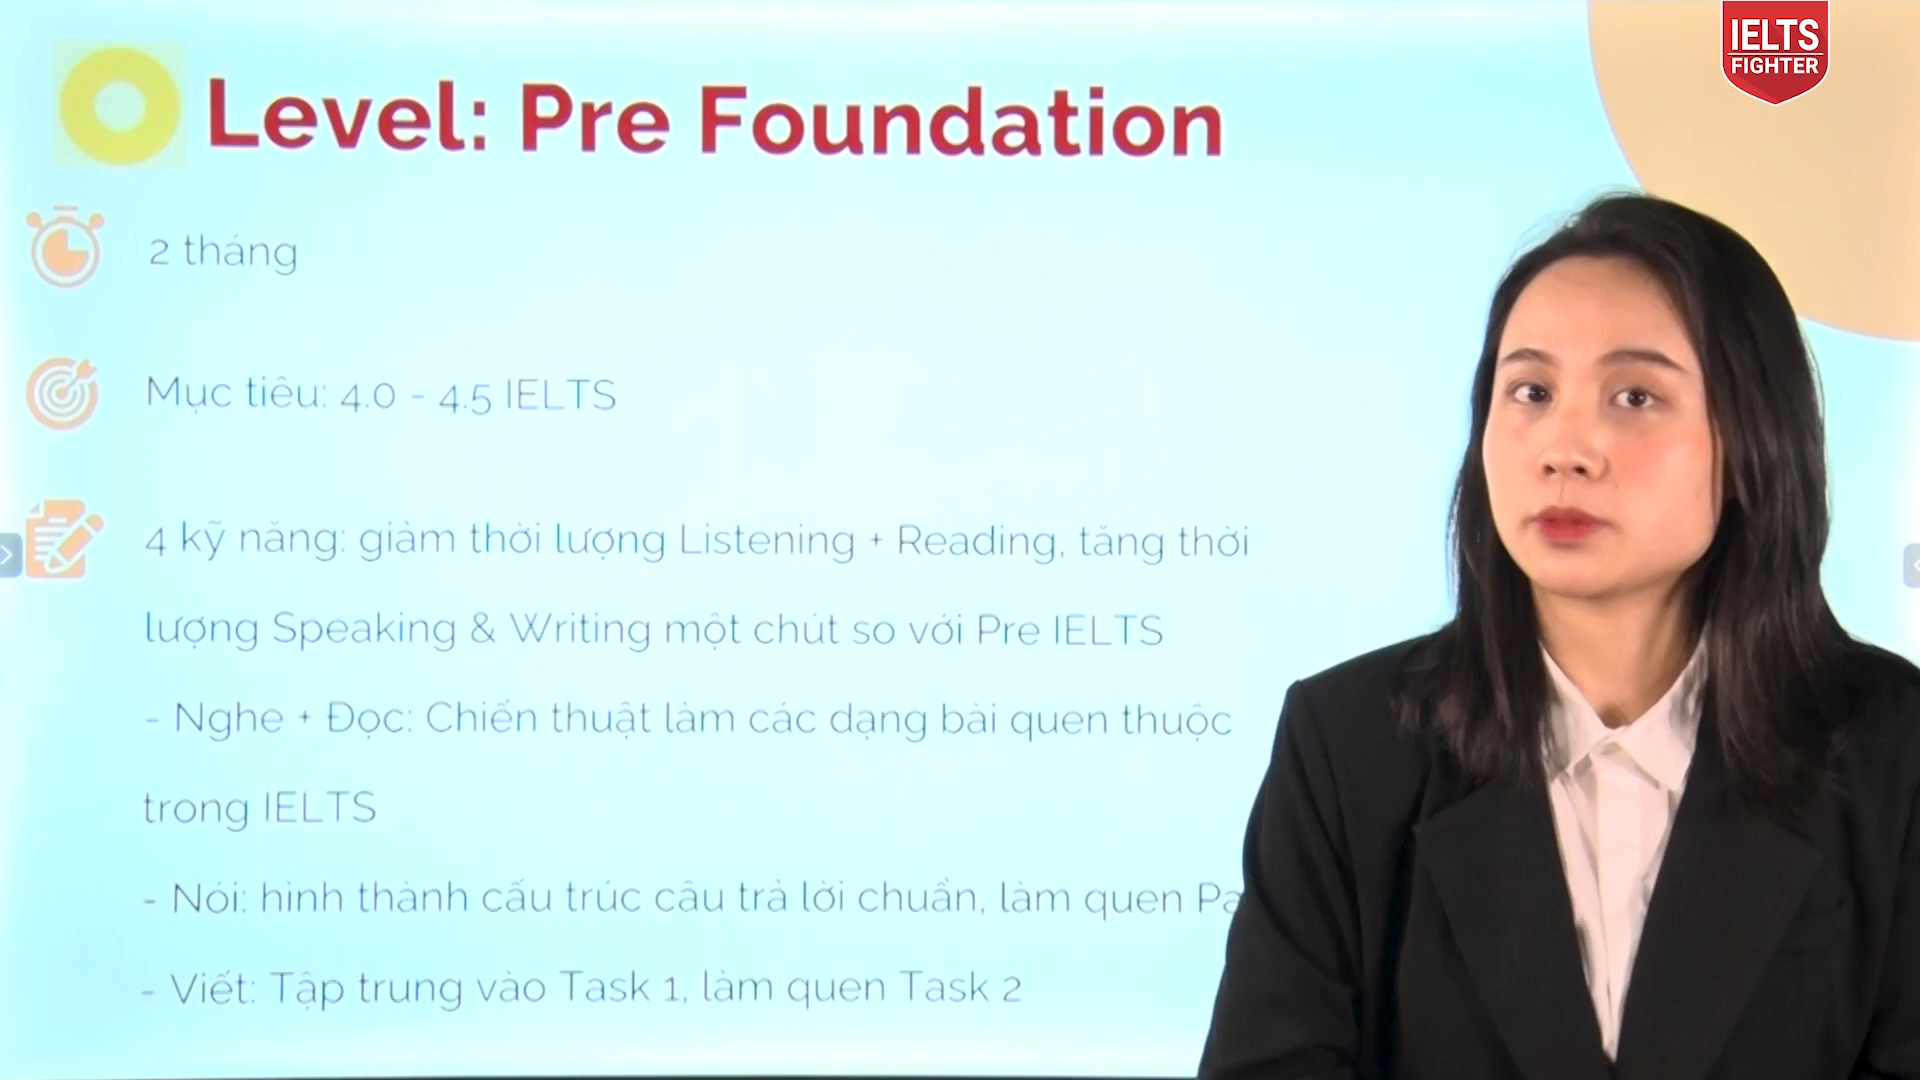 IELTS
FIGHTER
Level: Pre Foundation
2 tháng
Mục tiêu: 4.0 - 4.5 IELTS
4 kỹ năng: giảm thời lượng Listening + Reading, tăng thời
lượng Speaking & Writing một chút so với Pre IELTS
- Nghe + Đọc: Chiến thuật làm các dạng bài quen thuộc
trong IELTS
- Nói: hình thành cấu trúc câu trả lời chuẩn, làm quen
- Viết: Tập trung vào Task 1, làm quen Task 2